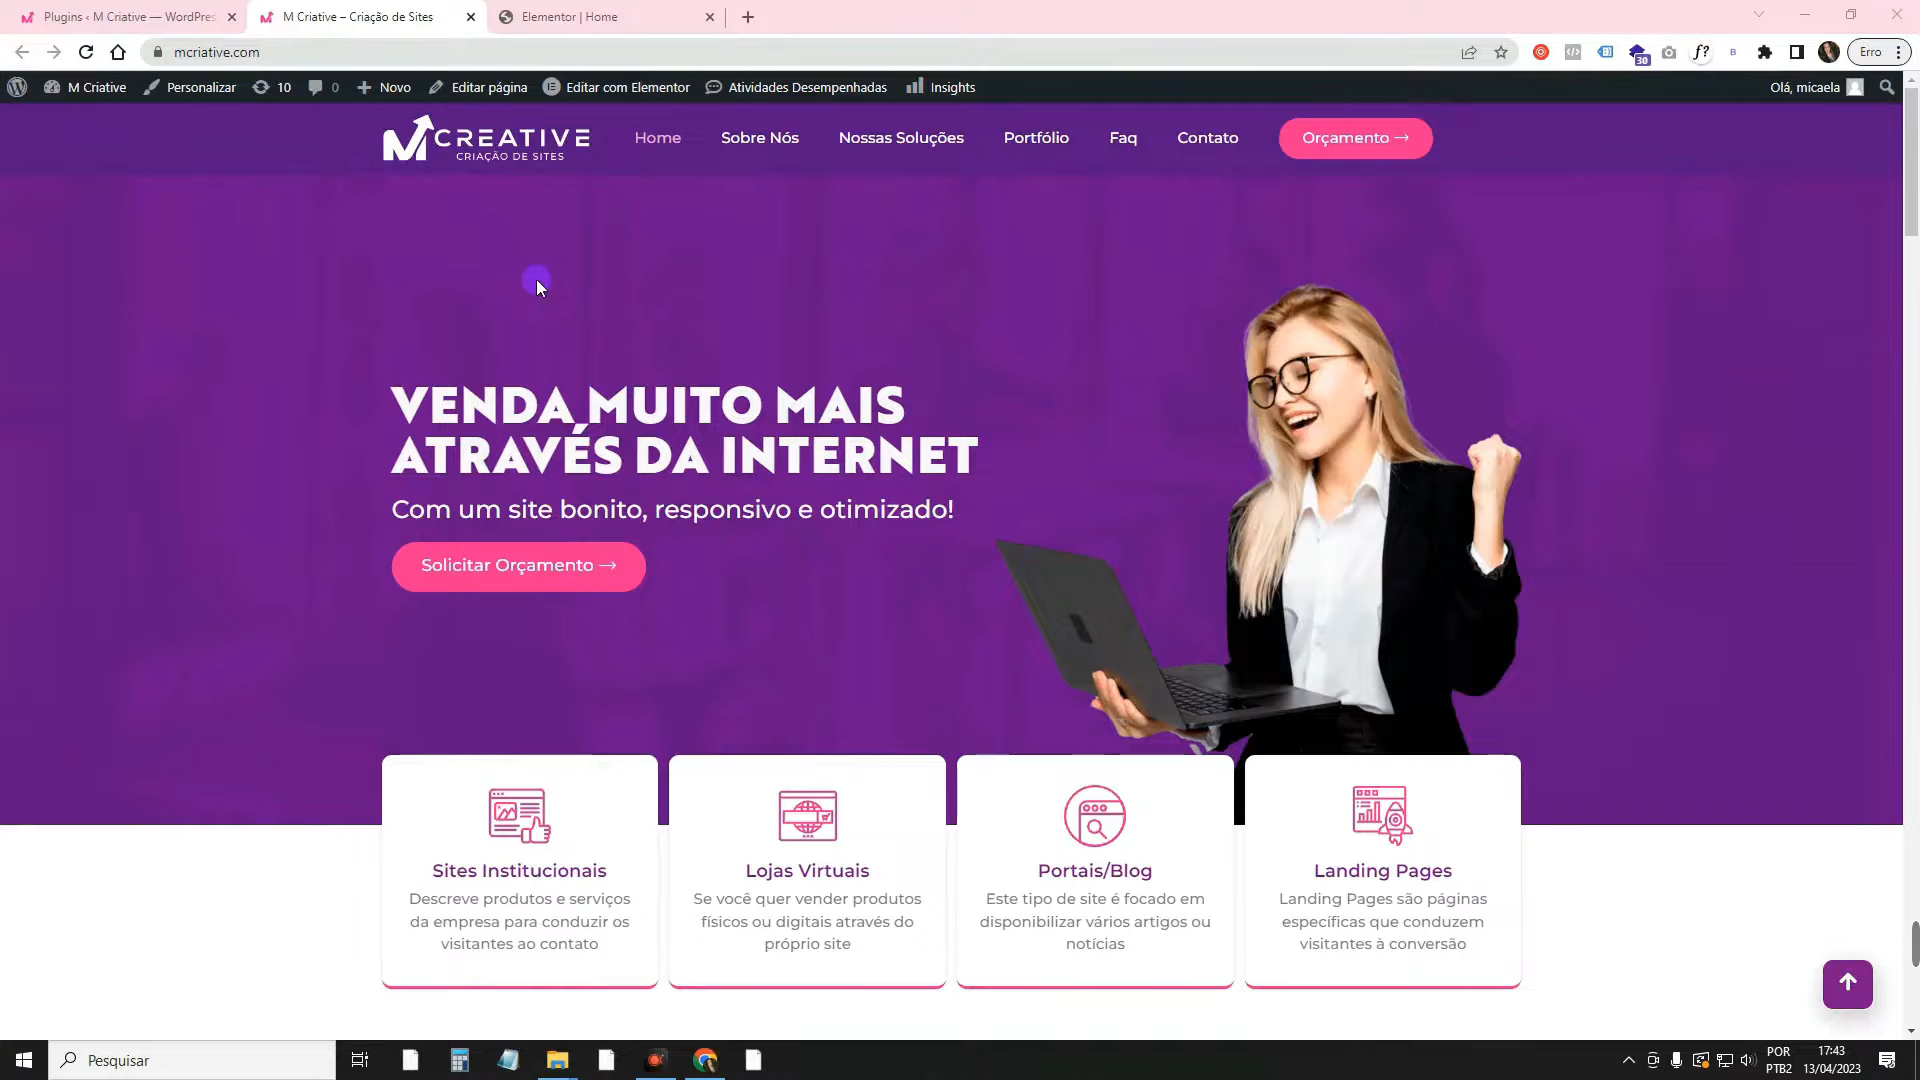 Plugins ‹ M Criative — WordPres
M Criative – Criação de Sites
Elementor | Home
mcriative.com
30
f?
B
Erro
M Criative
Personalizar
10
0
Novo
Editar página
Editar com Elementor
Atividades Desempenhadas
Insights
Olá, micaela
CREATIVE
CRIAÇÃO DE SITES
Home
Sobre Nós
Nossas Soluções
Portfólio
Faq
Contato
Orçamento →
VENDA MUITO MAIS
ATRAVÉS DA INTERNET
Com um site bonito, responsivo e otimizado!
Solicitar Orçamento →
Sites Institucionais
Descreve produtos e serviços
da empresa para conduzir os
visitantes ao contato
Lojas Virtuais
Se você quer vender produtos
físicos ou digitais através do
próprio site
Portais/Blog
Este tipo de site é focado em
disponibilizar vários artigos ou
notícias
Landing Pages
Landing Pages são páginas
específicas que conduzem
visitantes à conversão
Pesquisar
POR
PTB2
17:43
13/04/2023